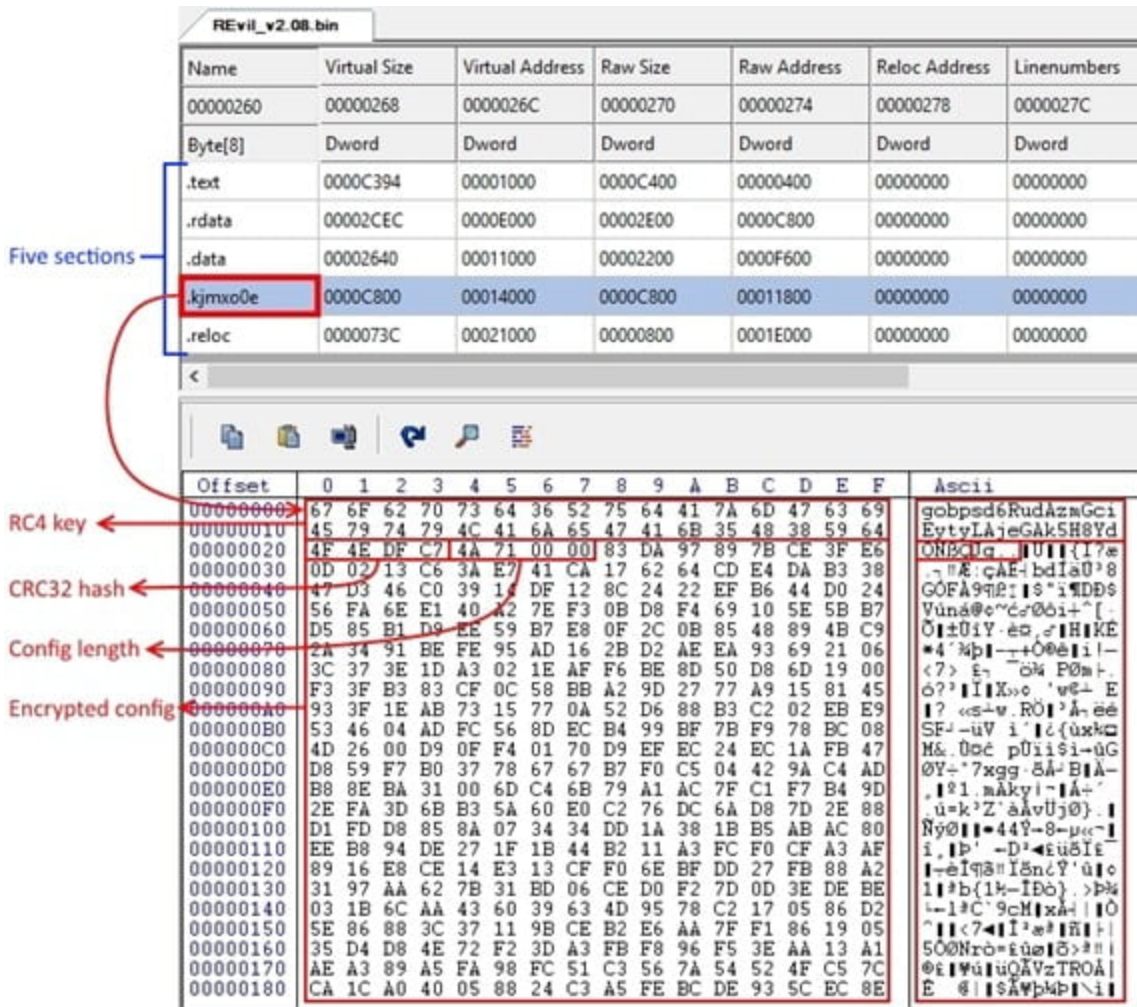 REvil_v2.08.bin
Name Virtual Size Virtual Address Raw Size Raw Address Reloc Address Linenumbers
00000260 00000268 0000026C 00000270 00000274 00000278 0000027C
Byte[8] Dword Dword Dword Dword Dword Dword
.text 0000C394 00001000 0000C400 00000400 00000000 00000000
.rdata 00002CEC 0000E000 00002E00 0000C800 00000000 00000000
Five sections
.data 00002640 00011000 00002200 0000F600 00000000 00000000
.kjmxo0e 0000C800 00014000 0000C800 00011800 00000000 00000000
.reloc 0000073C 00021000 00000800 0001E000 00000000 00000000
Offset 0 1 2 3 4 5 6 7 8 9 A B C D E F Ascii
00000000 67 6F 62 70 73 64 36 52 75 64 41 7A 6D 47 63 69 gobpsd6RudAzmGci
RC4 key
00000010 45 79 74 79 4C 41 6A 65 47 41 6B 35 48 38 59 64 EytyLAjeGAk5H8Yd
00000020 4F 4E DF C7 4A 71 00 00 83 DA 97 89 7B CE 3F E6
CRC32 hash
00000030 0D 02 13 C6 3A E7 41 CA 17 62 64 CD E4 DA B3 38
00000040 47 D3 46 C0 39 14 DF 12 8C 24 22 EF B6 44 D0 24
00000050 56 FA 6E E1 40 A2 7E F3 0B D8 F4 69 10 5E 5B B7
00000060 D5 85 B1 D9 EE 59 B7 E8 0F 2C 0B 85 48 89 4B C9
Config length
00000070 2A 34 91 BE FE 95 AD 16 2B D2 AE EA 93 69 21 06
00000080 3C 37 3E 1D A3 02 1E AF F6 BE 8D 50 D8 6D 19 00
00000090 F3 3F B3 83 CF 0C 58 BB A2 9D 27 77 A9 15 81 45
Encrypted config
000000A0 93 3F 1E AB 73 15 77 0A 52 D6 88 B3 C2 02 EB E9
000000B0 53 46 04 AD FC 56 8D EC B4 99 BF 7B F9 78 BC 08
000000C0 4D 26 00 D9 0F F4 01 70 D9 EF EC 24 EC 1A FB 47
000000D0 D8 59 F7 B0 37 78 67 67 B7 F0 C5 04 42 9A C4 AD
000000E0 B8 8E BA 31 00 6D C4 6B 79 A1 AC 7F C1 F7 B4 9D
000000F0 2E FA 3D 6B B3 5A 60 E0 C2 76 DC 6A D8 7D 2E 88
00000100 D1 FD D8 85 8A 07 34 34 DD 1A 38 1B B5 AB AC 80
00000110 EE B8 94 DE 27 1F 1B 44 B2 11 A3 FC F0 CF A3 AF
00000120 89 16 E8 CE 14 E3 13 CF F0 6E BF DD 27 FB 88 A2
00000130 31 97 AA 62 7B 31 BD 06 CE D0 F2 7D 0D 3E DE BE
00000140 03 1B 6C AA 43 60 39 63 4D 95 78 C2 17 05 86 D2
00000150 5E 86 88 3C 37 11 9B CE B2 E6 AA 7F F1 86 19 05
00000160 35 D4 D8 4E 72 F2 3D A3 FB F8 96 F5 3E AA 13 A1
00000170 AE A3 89 A5 FA 98 FC 51 C3 56 7A 54 52 4F C5 7C
00000180 CA 1C A0 40 05 88 24 C3 A5 FE BC DE 93 5C EC 8E